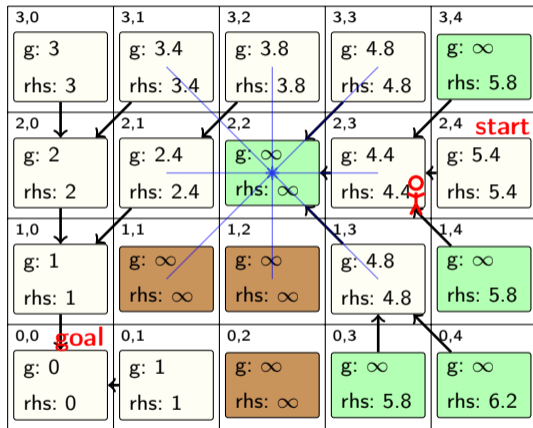 3,0 3,1 3,2 3,3 3,4
g: 3 g: 3.4 g: 3.8 g: 4.8 g: ∞
rhs: 3 rhs: 3.4 rhs: 3.8 rhs: 4.8 rhs: 5.8
2,0 2,1 2,2 2,3 2,4 start
g: 2 g: 2.4 g: ∞ g: 4.4 g: 5.4
rhs: 2 rhs: 2.4 rhs: ∞ rhs: 4.4 rhs: 5.4
1,0 1,1 1,2 1,3 1,4
g: 1 g: ∞ g: ∞ g: 4.8 g: ∞
rhs: 1 rhs: ∞ rhs: ∞ rhs: 4.8 rhs: 5.8
0,0 goal 0,1 0,2 0,3 0,4
g: 0 g: 1 g: ∞ g: ∞ g: ∞
rhs: 0 rhs: 1 rhs: ∞ rhs: 5.8 rhs: 6.2